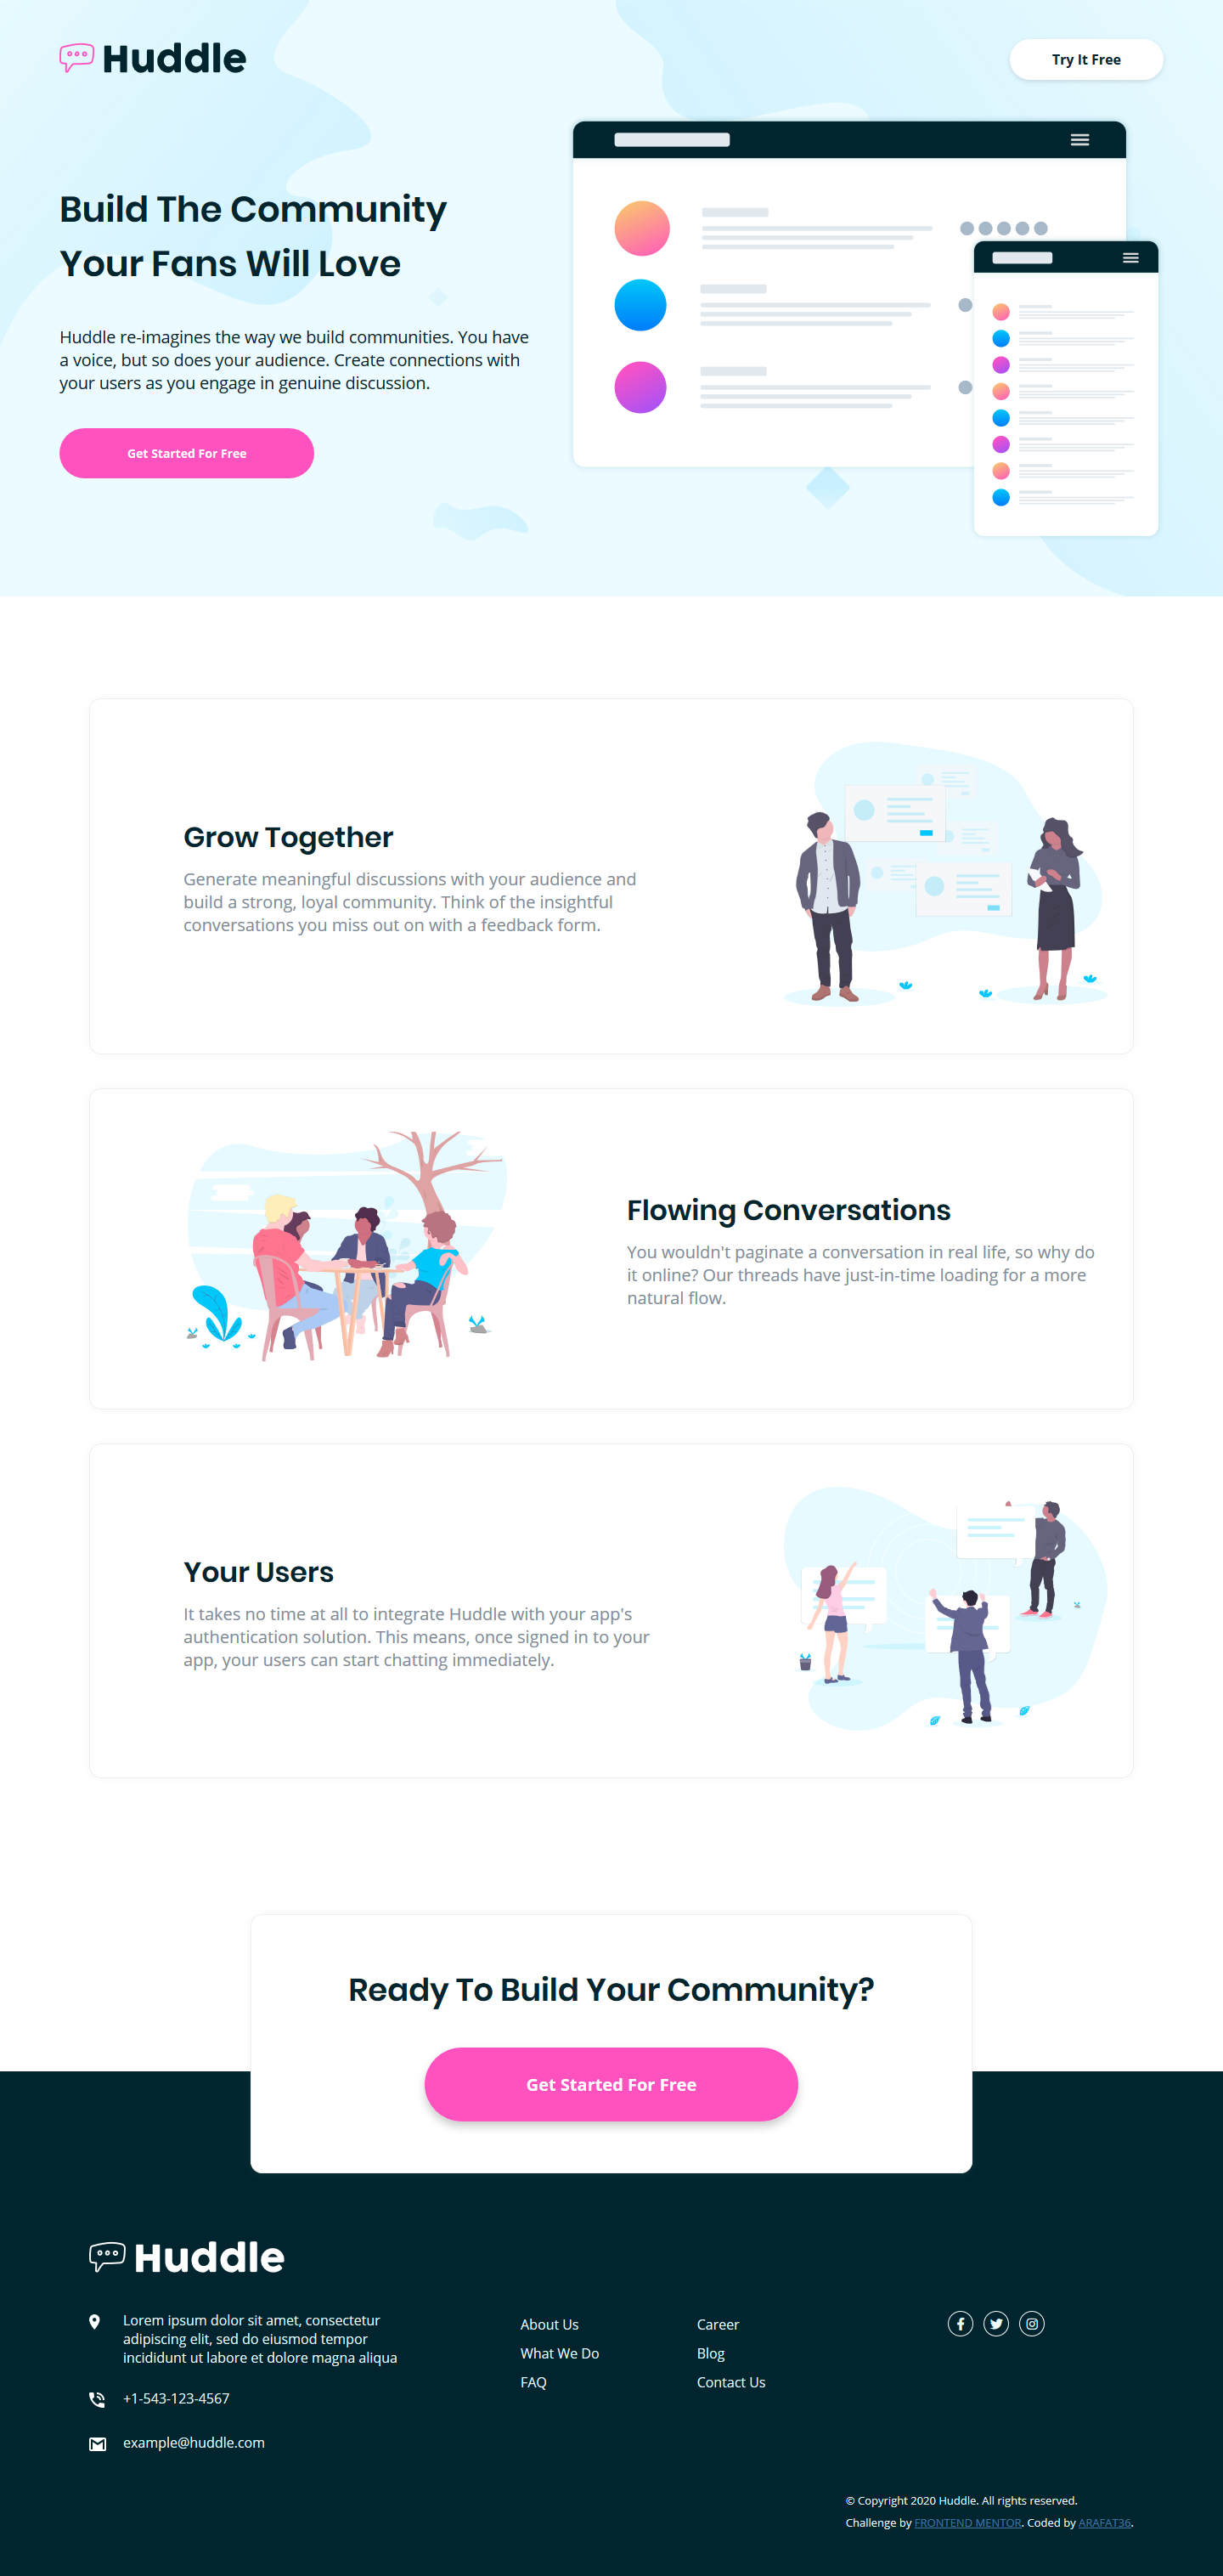 Huddle
Try It Free
Build The Community
Your Fans Will Love
Huddle re-imagines the way we build communities. You have
a voice, but so does your audience. Create connections with
your users as you engage in genuine discussion.
Get Started For Free
Grow Together
Generate meaningful discussions with your audience and
build a strong, loyal community. Think of the insightful
conversations you miss out on with a feedback form.
Flowing Conversations
You wouldn't paginate a conversation in real life, so why do
it online? Our threads have just-in-time loading for a more
natural flow.
Your Users
It takes no time at all to integrate Huddle with your app's
authentication solution. This means, once signed in to your
app, your users can start chatting immediately.
Ready To Build Your Community?
Get Started For Free
Huddle
Lorem ipsum dolor sit amet, consectetur
adipiscing elit, sed do eiusmod tempor
incididunt ut labore et dolore magna aliqua
+1-543-123-4567
example@huddle.com
About Us
What We Do
FAQ
Career
Blog
Contact Us
© Copyright 2020 Huddle. All rights reserved.
Challenge by FRONTEND MENTOR. Coded by ARAFAT36.